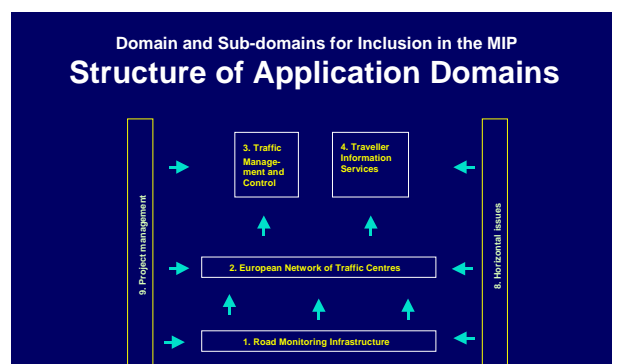 Domain and Sub-domains for Inclusion in the MIP
Structure of Application Domains
3. Traffic
Manage-
ment and
Control
4. Traveller
Information
Services
9. Project management
8. Horizontal issues
2. European Network of Traffic Centres
1. Road Monitoring Infrastructure